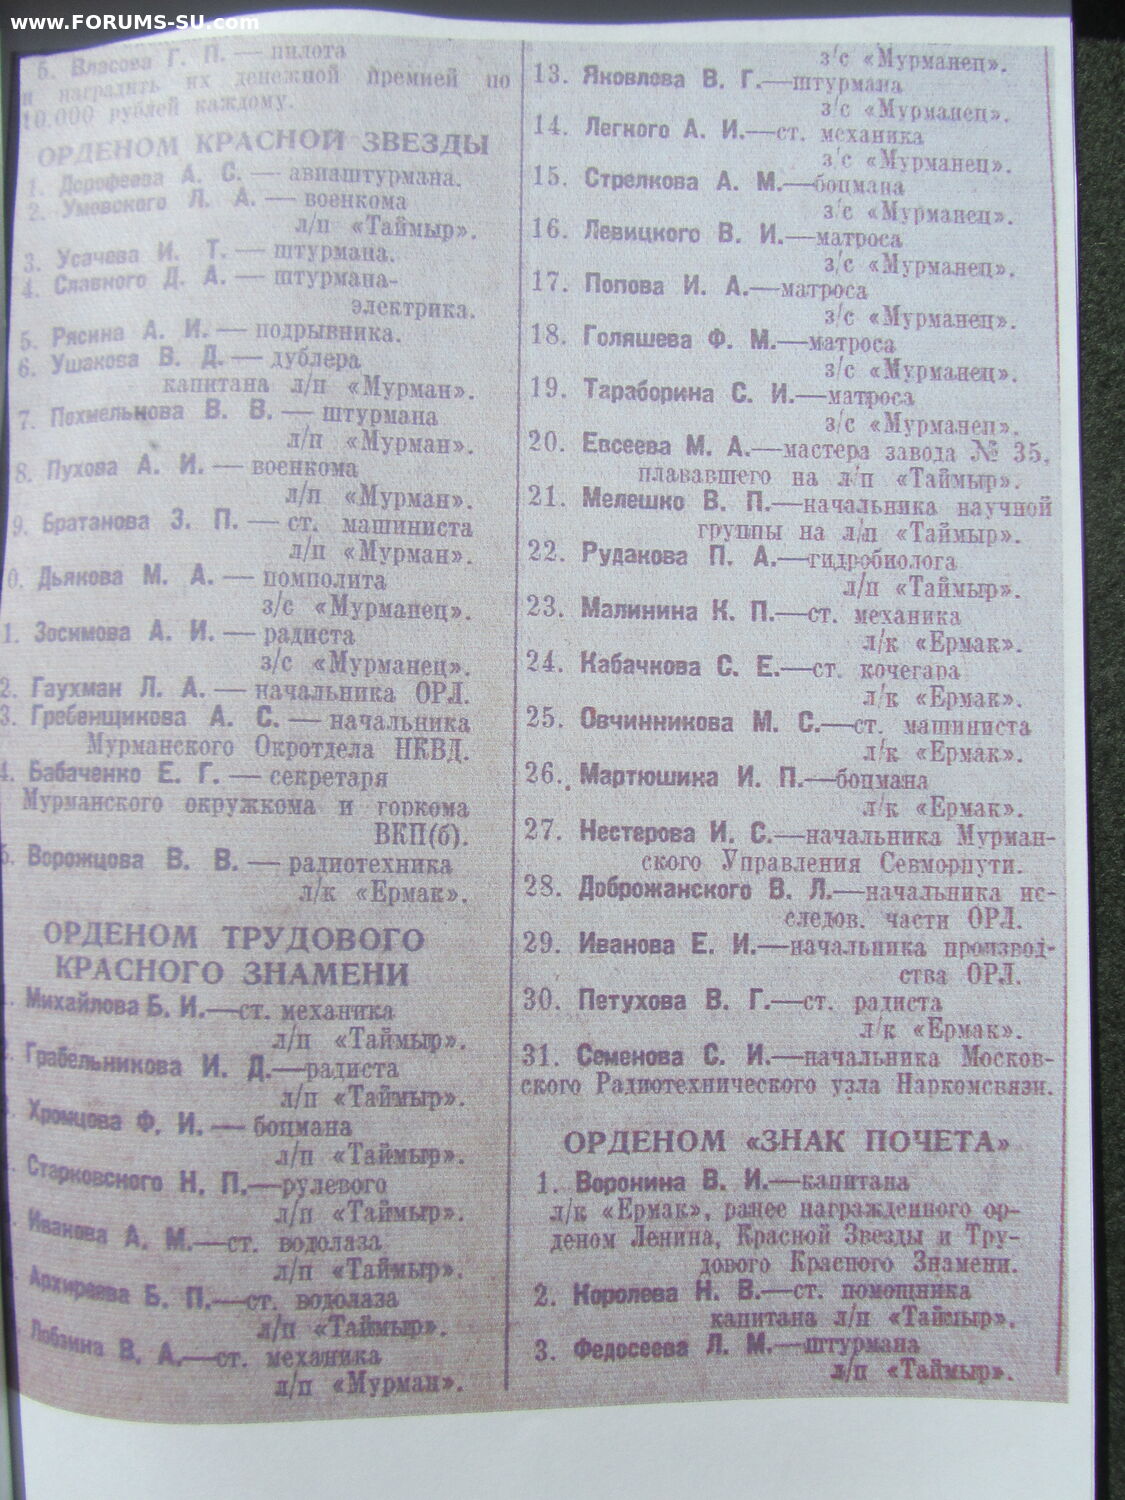 www.FORUMS-SU.com
5. Власова Г. П. — пилота
и наградить их денежной премией по
10.000 рублей каждому.
ОРДЕНОМ КРАСНОЙ ЗВЕЗДЫ
1. Дорофеева А. С. — авиаштурмана.
2. Умовского Л. А. — военкома
л/п «Таймыр».
3. Усачева И. Т. — штурмана.
4. Славного Д. А. — штурмана-
электрика.
5. Рясина А. И. — подрывника.
6. Ушакова В. Д. — дублера
капитана л/п «Мурман».
7. Похмельнова В. В. — штурмана
л/п «Мурман».
8. Пухова А. И. — военкома
л/п «Мурман».
9. Братанова З. П. — ст. машиниста
л/п «Мурман».
0. Дьякова М. А. — помполита
з/с «Мурманец».
1. Зосимова А. И. — радиста
з/с «Мурманец».
2. Гаухман Л. А. — начальника ОРЛ.
3. Гребенщикова А. С. — начальника
Мурманского Окротдела НКВД.
4. Бабаченко Е. Г. — секретаря
Мурманского окружкома и горкома
ВКП(б).
5. Ворожцова В. В. — радиотехника
л/к «Ермак».
ОРДЕНОМ ТРУДОВОГО
КРАСНОГО ЗНАМЕНИ
Михайлова Б. И.—ст. механика
л/п «Таймыр».
Грабельникова И. Д.—радиста
л/п «Таймыр».
Хромцова Ф. И. — боцмана
л/п «Таймыр».
Старковского Н. П.—рулевого
л/п «Таймыр».
Иванова А. М.—ст. водолаза
л/п «Таймыр».
Архиреева Б. П.—ст. водолаза
л/п «Таймыр».
Лобзина В. А.—ст. механика
л/п «Мурман».
з/с «Мурманец».
13. Яковлева В. Г.—штурмана
з/с «Мурманец».
14. Легкого А. И.—ст. механика
з/с «Мурманец».
15. Стрелкова А. М.—боцмана
з/с «Мурманец».
16. Левицкого В. И.—матроса
з/с «Мурманец».
17. Попова И. А.—матроса
з/с «Мурманец».
18. Голяшева Ф. М.—матроса
з/с «Мурманец».
19. Тараборина С. И.—матроса
з/с «Мурманец».
20. Евсеева М. А.—мастера завода № 35,
плававшего на л/п «Таймыр».
21. Мелешко В. П.—начальника научной
группы на л/п «Таймыр».
22. Рудакова П. А.—гидробиолога
л/п «Таймыр».
23. Малинина К. П.—ст. механика
л/к «Ермак».
24. Кабачкова С. Е.—ст. кочегара
л/к «Ермак».
25. Овчинникова М. С.—ст. машиниста
л/к «Ермак».
26. Мартюшика И. П.—боцмана
л/к «Ермак».
27. Нестерова И. С.—начальника Мурман-
ского Управления Севморпути.
28. Доброжанского В. Л.—начальника ис-
следов. части ОРЛ.
29. Иванова Е. И.—начальника производ-
ства ОРЛ.
30. Петухова В. Г.—ст. радиста
л/к «Ермак».
31. Семенова С. И.—начальника Москов-
ского Радиотехнического узла Наркомсвязи.
ОРДЕНОМ «ЗНАК ПОЧЕТА»
1. Воронина В. И.—капитана
л/к «Ермак», ранее награжденного ор-
деном Ленина, Красной Звезды и Тру-
дового Красного Знамени.
2. Королева Н. В.—ст. помощника
капитана л/п «Таймыр».
3. Федосеева Л. М.—штурмана
л/п «Таймыр».